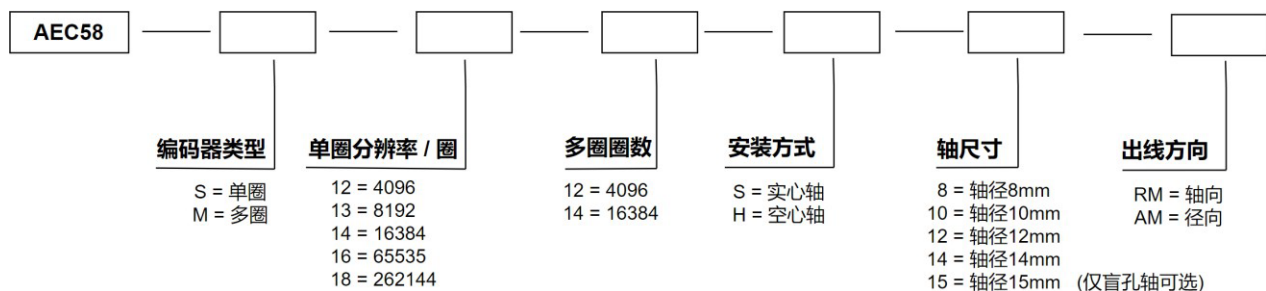 AEC58
编码器类型
S = 单圈
M = 多圈
单圈分辨率 / 圈
12 = 4096
13 = 8192
14 = 16384
16 = 65535
18 = 262144
多圈圈数
12 = 4096
14 = 16384
安装方式
S = 实心轴
H = 空心轴
轴尺寸
8 = 轴径8mm
10 = 轴径10mm
12 = 轴径12mm
14 = 轴径14mm
15 = 轴径15mm (仅盲孔轴可选)
出线方向
RM = 轴向
AM = 径向